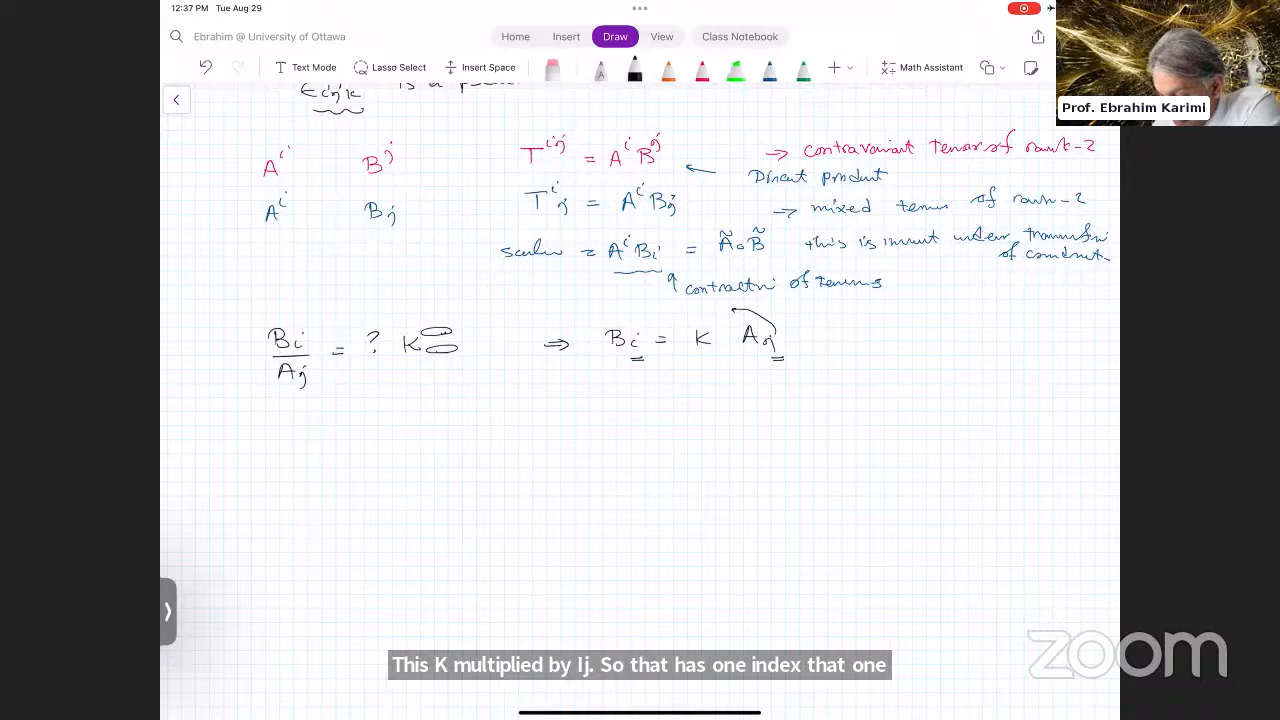 12:37 PM Tue Aug 29
Ebrahim @ University of Ottawa
Home Insert Draw View Class Notebook
Text Mode Lasso Select Insert Space Math Assistant
Prof. Ebrahim Karimi
ϵijk is a
A^i B^j T^ij = A^i B^j → contravariant tensor of rank-2
Direct product
A^i B_j T^i_j = A^i B_j → mixed tensor of rank-2
scalar = A^i B_i = Ã∘B̃ this is under
of
contraction of tensors
B_i / A_j = ? K ⇒ B_i = K A_j
This K multiplied by Ij. So that has one index that one
zoom